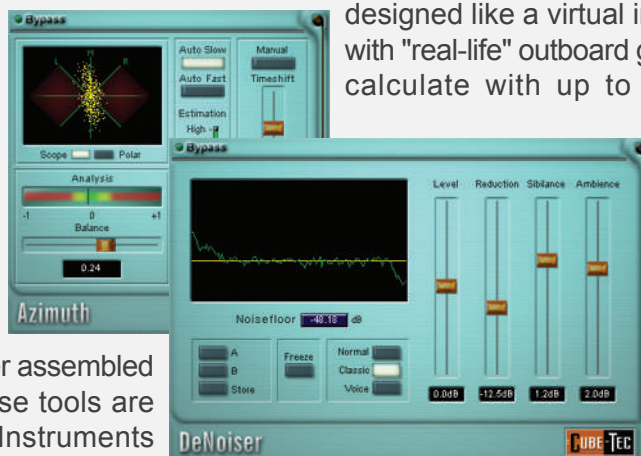 designed like a virtual i
with "real-life" outboard g
calculate with up to
Bypass
L M R
Scope Polar
Auto Slow
Auto Fast
Estimation
High
Manual
Timeshift
Analysis
-1 0 +1
Balance
0.24
Azimuth
Bypass
Noisefloor -48.18 dB
A
B
Store
Freeze
Normal
Classic
Voice
Level Reduction Sibilance Ambience
0.0dB -12.5dB 1.2dB 2.0dB
DeNoiser
CUBE-TEC
r assembled
se tools are
Instruments